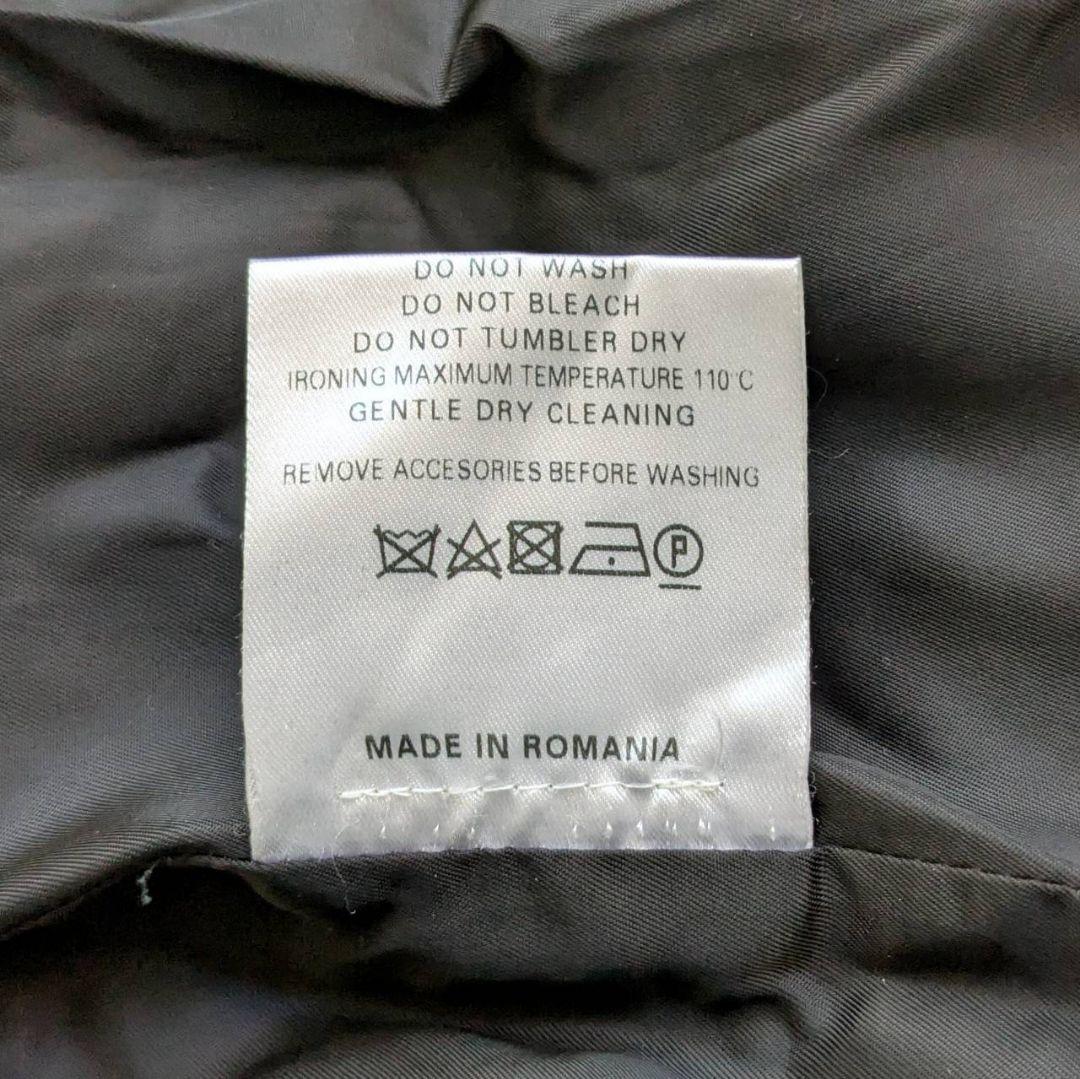 DO NOT WASH
DO NOT BLEACH
DO NOT TUMBLER DRY
IRONING MAXIMUM TEMPERATURE 110°C
GENTLE DRY CLEANING
REMOVE ACCESORIES BEFORE WASHING
P
MADE IN ROMANIA